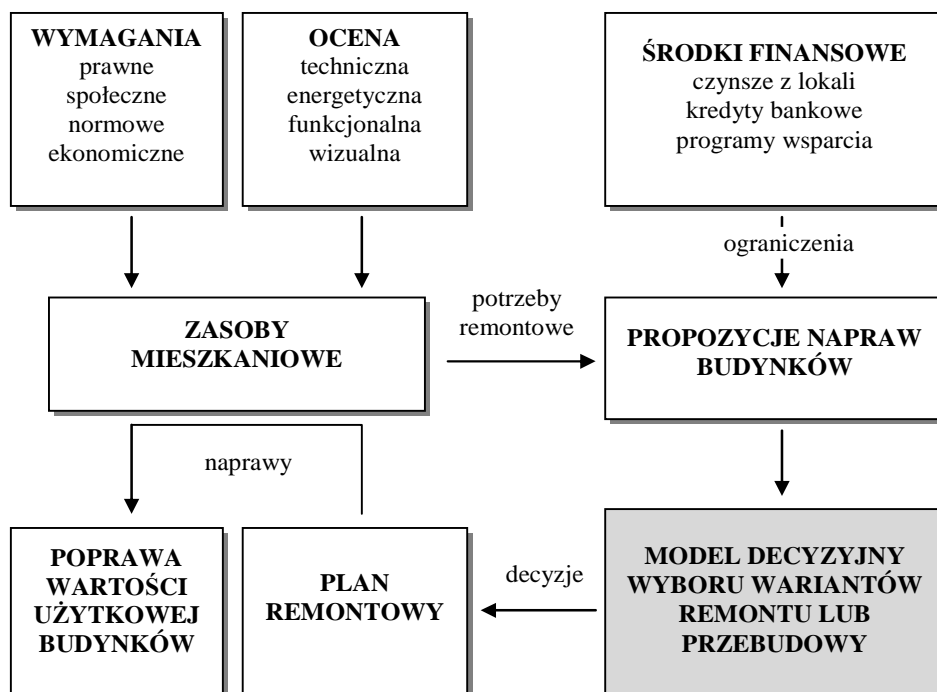 WYMAGANIA
prawne
społeczne
normowe
ekonomiczne
OCENA
techniczna
energetyczna
funkcjonalna
wizualna
ŚRODKI FINANSOWE
czynsze z lokali
kredyty bankowe
programy wsparcia
ograniczenia
ZASOBY
MIESZKANIOWE
potrzeby
remontowe
PROPOZYCJE NAPRAW
BUDYNKÓW
naprawy
POPRAWA
WARTOŚCI
UŻYTKOWEJ
BUDYNKÓW
PLAN
REMONTOWY
decyzje
MODEL DECYZYJNY
WYBORU WARIANTÓW
REMONTU LUB
PRZEBUDOWY